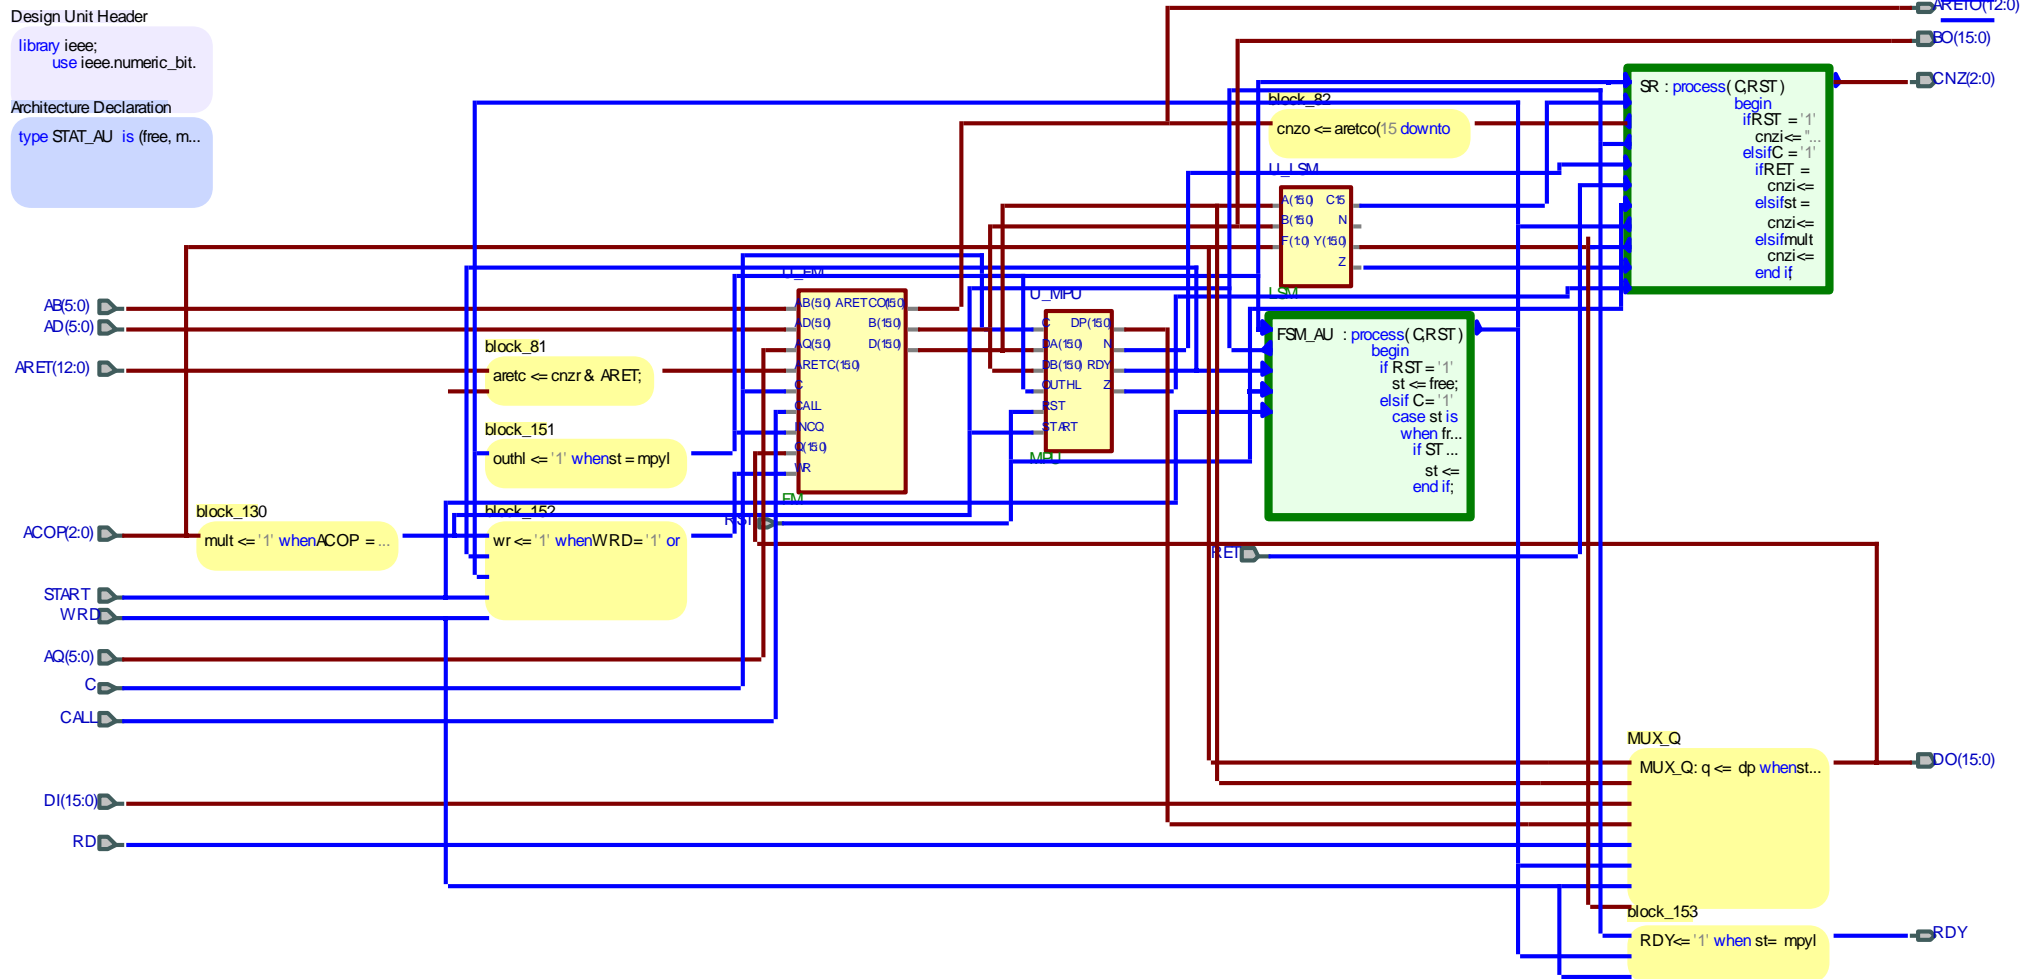 Design Unit Header
library ieee;
use ieee.numeric_bit.
Architecture Declaration
type STAT_AU is (free, m...
ARETO(12:0)
BO(15:0)
CNZ(2:0)
block_82
cnzo <= aretco(15 downto
SR : process( C,RST )
begin
if RST = '1'
cnzi<= "...
elsif C = '1'
if RET =
cnzi<=
elsif st =
cnzi<=
elsif mult
cnzi<=
end if
U_LSM
A(15:0) C15
B(15:0) N
F(1:0) Y(15:0)
Z
LSM
U_FM
AB(5:0) ARETCO(15:0)
AD(5:0) B(15:0)
AQ(5:0) D(15:0)
ARETC(15:0)
C
CALL
INCQ
Q(15:0)
WR
FM
U_MPU
C DP(15:0)
DA(15:0) N
DB(15:0) RDY
OUTHL Z
RST
START
MPU
FSM_AU : process( C,RST )
begin
if RST = '1'
st <= free;
elsif C= '1'
case st is
when fr...
if ST ...
st <=
end if;
AB(5:0)
AD(5:0)
ARET(12:0)
block_81
aretc <= cnzr & ARET;
block_151
outhl <= '1' when st = mpyl
block_130
mult <= '1' when ACOP = ...
block_152
wr <= '1' when WRD= '1' or
RST
RET
ACOP(2:0)
START
WRD
AQ(5:0)
C
CALL
DI(15:0)
RD
MUX_Q
MUX_Q: q <= dp when st...
DO(15:0)
block_153
RDY<= '1' when st= mpyl
RDY